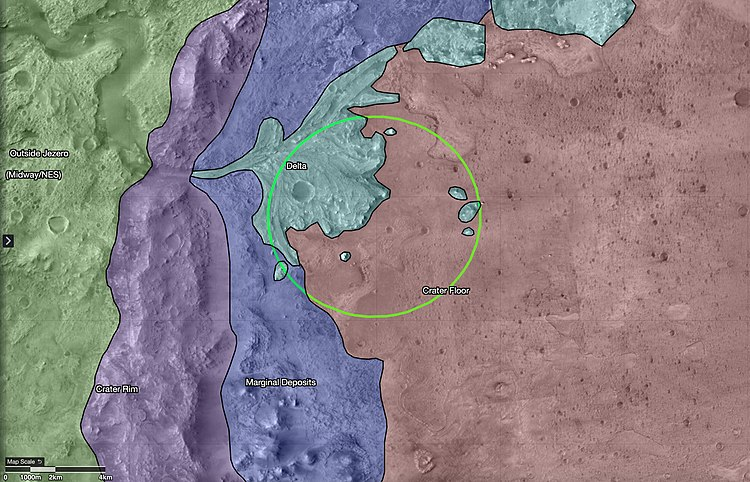 Outside Jezero
(Midway/NES)
Delta
Crater Floor
Crater Rim
Marginal Deposits
Map Scale
0 1000m 2km 4km